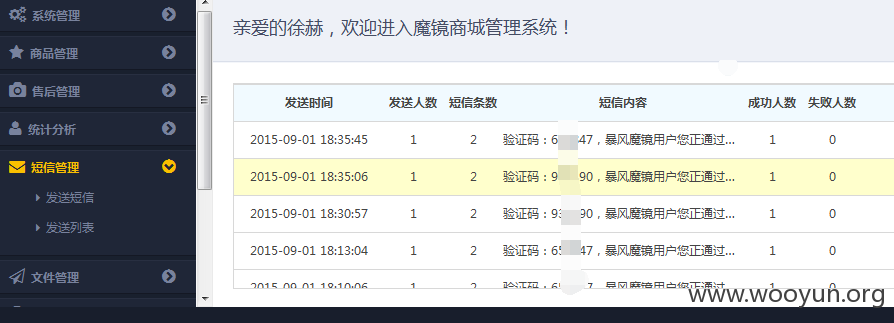 系统管理
商品管理
售后管理
统计分析
短信管理
发送短信
发送列表
文件管理
亲爱的徐赫，欢迎进入魔镜商城管理系统！
发送时间 发送人数 短信条数 短信内容 成功人数 失败人数
2015-09-01 18:35:45 1 2 验证码：6 47，暴风魔镜用户您正通过... 1 0
2015-09-01 18:35:06 1 2 验证码：9 90，暴风魔镜用户您正通过... 1 0
2015-09-01 18:30:57 1 2 验证码：93 90，暴风魔镜用户您正通过... 1 0
2015-09-01 18:13:04 1 2 验证码：65 47，暴风魔镜用户您正通过... 1 0
2015-09-01 18:10:06 1 2 验证码：65 7，暴风魔镜用户您正通过... 1 0
www.wooyun.org